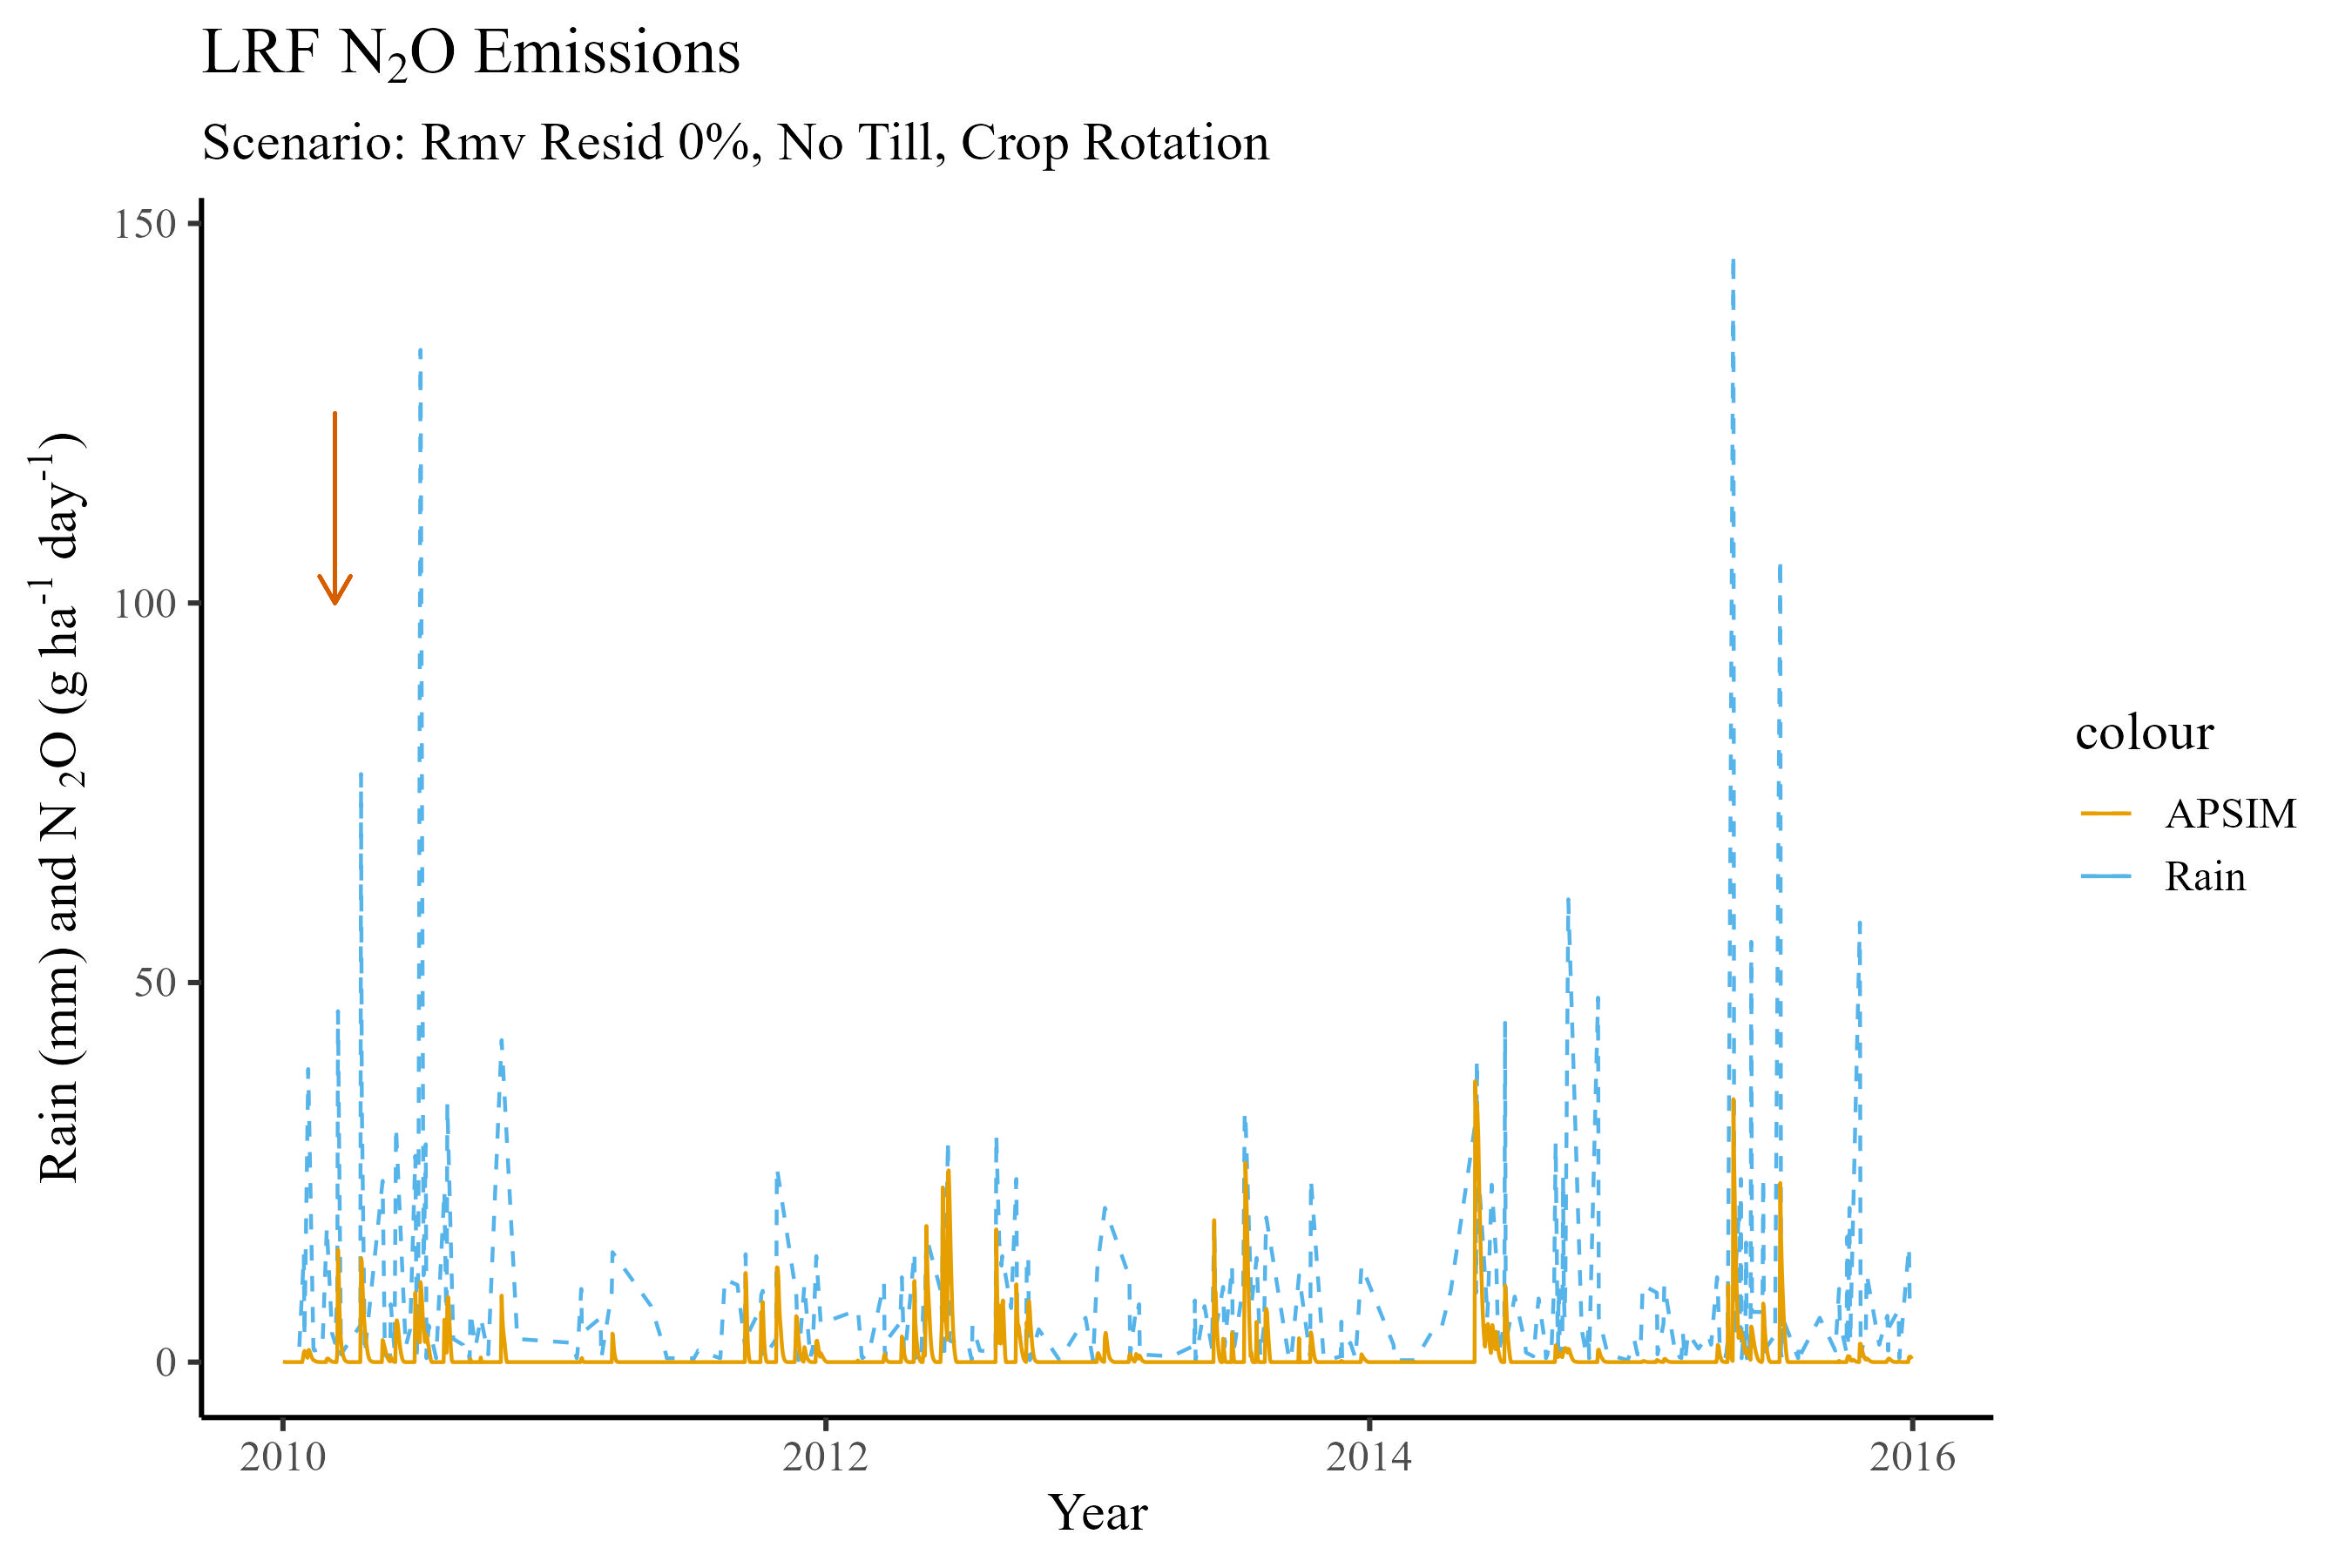 LRF N₂O Emissions
Scenario: Rmv Resid 0%, No Till, Crop Rotation
Rain (mm) and N ₂O (g ha⁻¹ day⁻¹)
150
100
50
0
2010 2012 2014 2016
Year
colour
APSIM
Rain